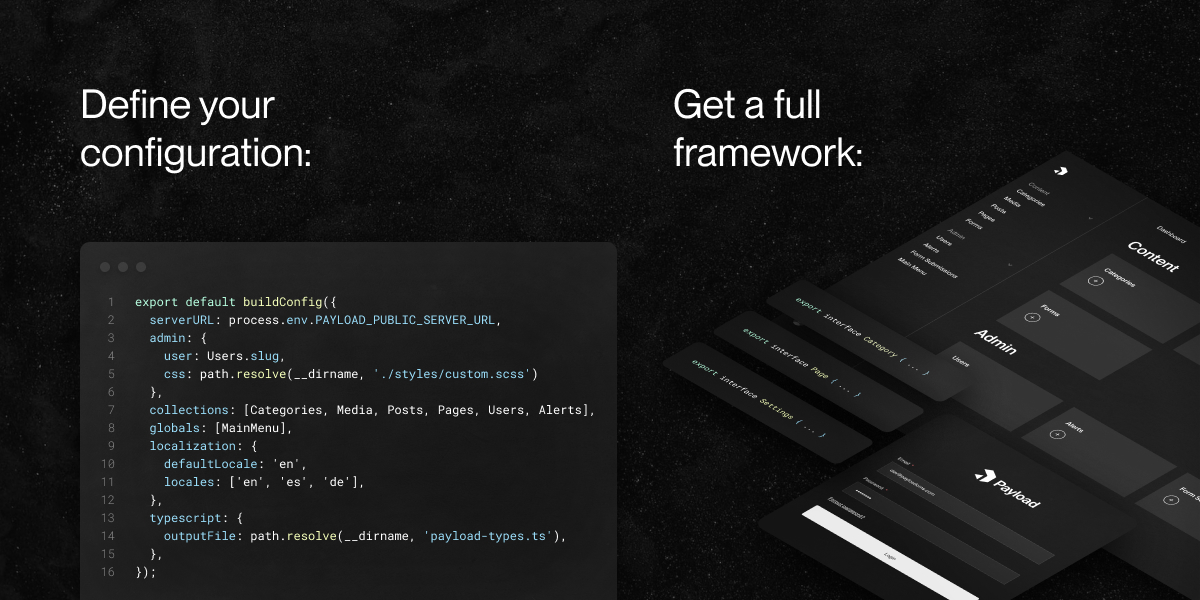 Define your
configuration:
1 export default buildConfig({
2 serverURL: process.env.PAYLOAD_PUBLIC_SERVER_URL,
3 admin: {
4 user: Users.slug,
5 css: path.resolve(__dirname, './styles/custom.scss')
6 },
7 collections: [Categories, Media, Posts, Pages, Users, Alerts],
8 globals: [MainMenu],
9 localization: {
10 defaultLocale: 'en',
11 locales: ['en', 'es', 'de'],
12 },
13 typescript: {
14 outputFile: path.resolve(__dirname, 'payload-types.ts'),
15 },
16 });
Get a full
framework:
Content
Categories
Media
Posts
Pages
Forms
Admin
Users
Alerts
Form Submissions
Main Menu
Dashboard
Content
Categories
Forms
Admin
Users
Alerts
Form S
export interface Category { ... }
export interface Page { ... }
export interface Settings { ... }
Payload
Email *
Password *
Forgot password?
Login